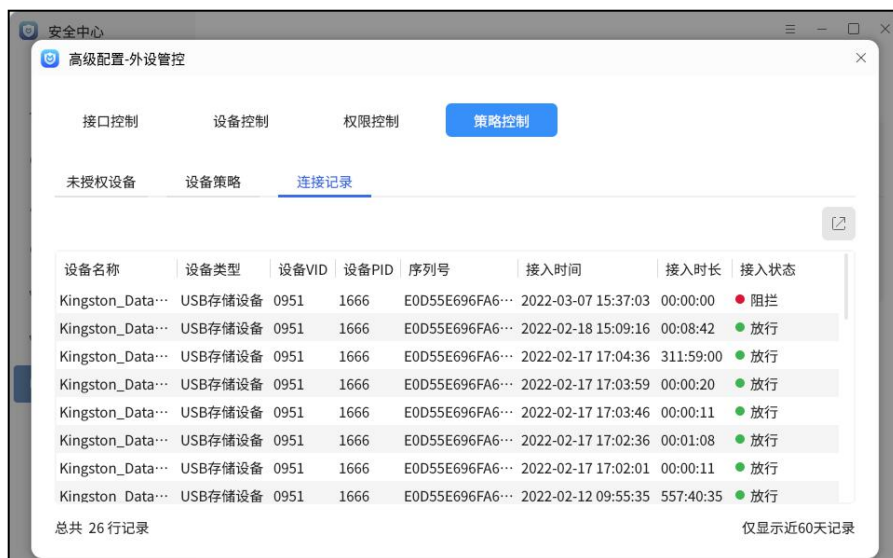 安全中心
高级配置-外设管控
接口控制 设备控制 权限控制 策略控制
未授权设备 设备策略 连接记录
设备名称 设备类型 设备VID 设备PID 序列号 接入时间 接入时长 接入状态
Kingston_Data… USB存储设备 0951 1666 E0D55E696FA6… 2022-03-07 15:37:03 00:00:00 阻拦
Kingston_Data… USB存储设备 0951 1666 E0D55E696FA6… 2022-02-18 15:09:16 00:08:42 放行
Kingston_Data… USB存储设备 0951 1666 E0D55E696FA6… 2022-02-17 17:04:36 311:59:00 放行
Kingston_Data… USB存储设备 0951 1666 E0D55E696FA6… 2022-02-17 17:03:59 00:00:20 放行
Kingston_Data… USB存储设备 0951 1666 E0D55E696FA6… 2022-02-17 17:03:46 00:00:11 放行
Kingston_Data… USB存储设备 0951 1666 E0D55E696FA6… 2022-02-17 17:02:36 00:01:08 放行
Kingston_Data… USB存储设备 0951 1666 E0D55E696FA6… 2022-02-17 17:02:01 00:00:11 放行
Kingston_Data… USB存储设备 0951 1666 E0D55E696FA6… 2022-02-12 09:55:35 557:40:35 放行
总共 26 行记录 仅显示近60天记录